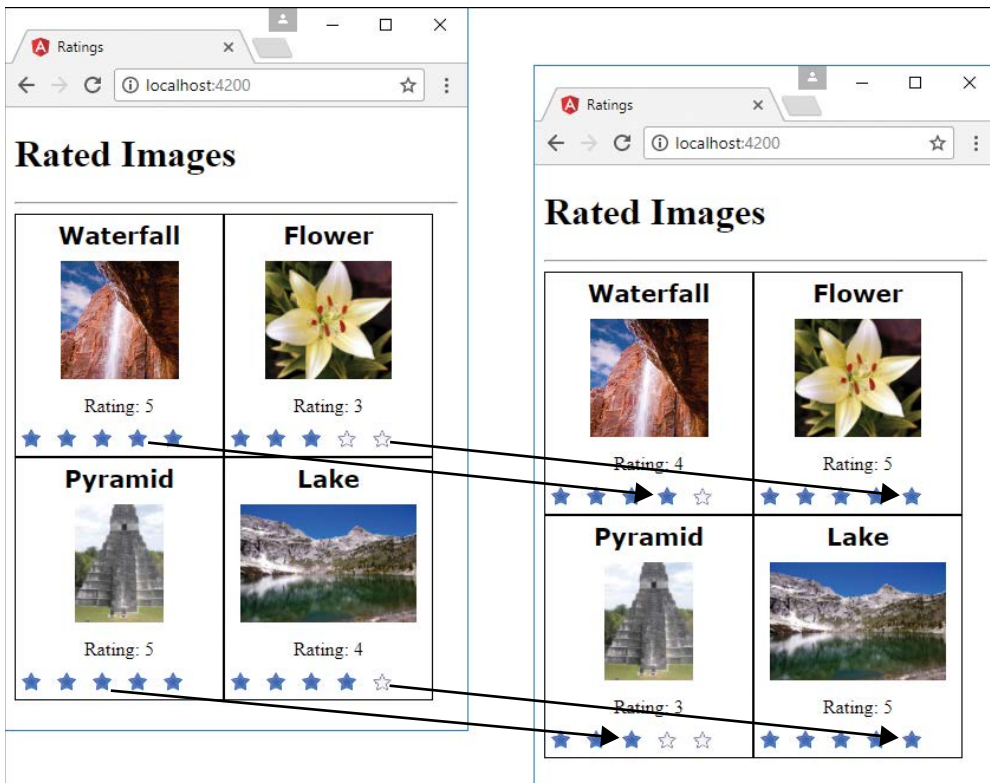 Ratings
localhost:4200
Rated Images
Waterfall
Flower
Rating: 5
Rating: 3
Pyramid
Lake
Rating: 5
Rating: 4
Ratings
localhost:4200
Rated Images
Waterfall
Flower
Rating: 4
Rating: 5
Pyramid
Lake
Rating: 3
Rating: 5